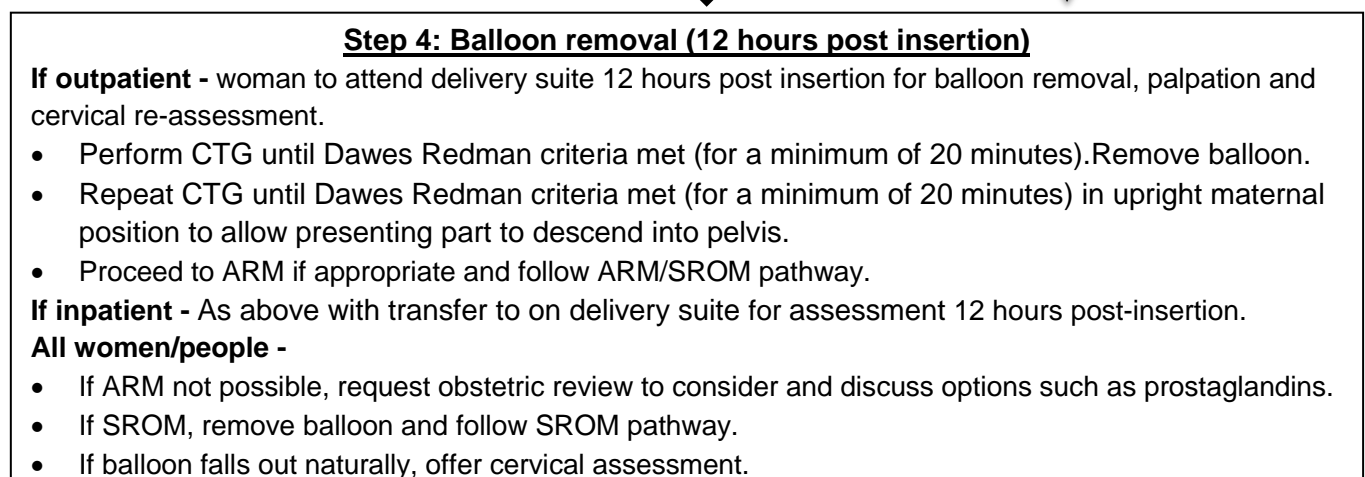 Step 4: Balloon removal (12 hours post insertion)
If outpatient - woman to attend delivery suite 12 hours post insertion for balloon removal, palpation and
cervical re-assessment.
• Perform CTG until Dawes Redman criteria met (for a minimum of 20 minutes).Remove balloon.
• Repeat CTG until Dawes Redman criteria met (for a minimum of 20 minutes) in upright maternal
position to allow presenting part to descend into pelvis.
• Proceed to ARM if appropriate and follow ARM/SROM pathway.
If inpatient - As above with transfer to on delivery suite for assessment 12 hours post-insertion.
All women/people -
• If ARM not possible, request obstetric review to consider and discuss options such as prostaglandins.
• If SROM, remove balloon and follow SROM pathway.
• If balloon falls out naturally, offer cervical assessment.